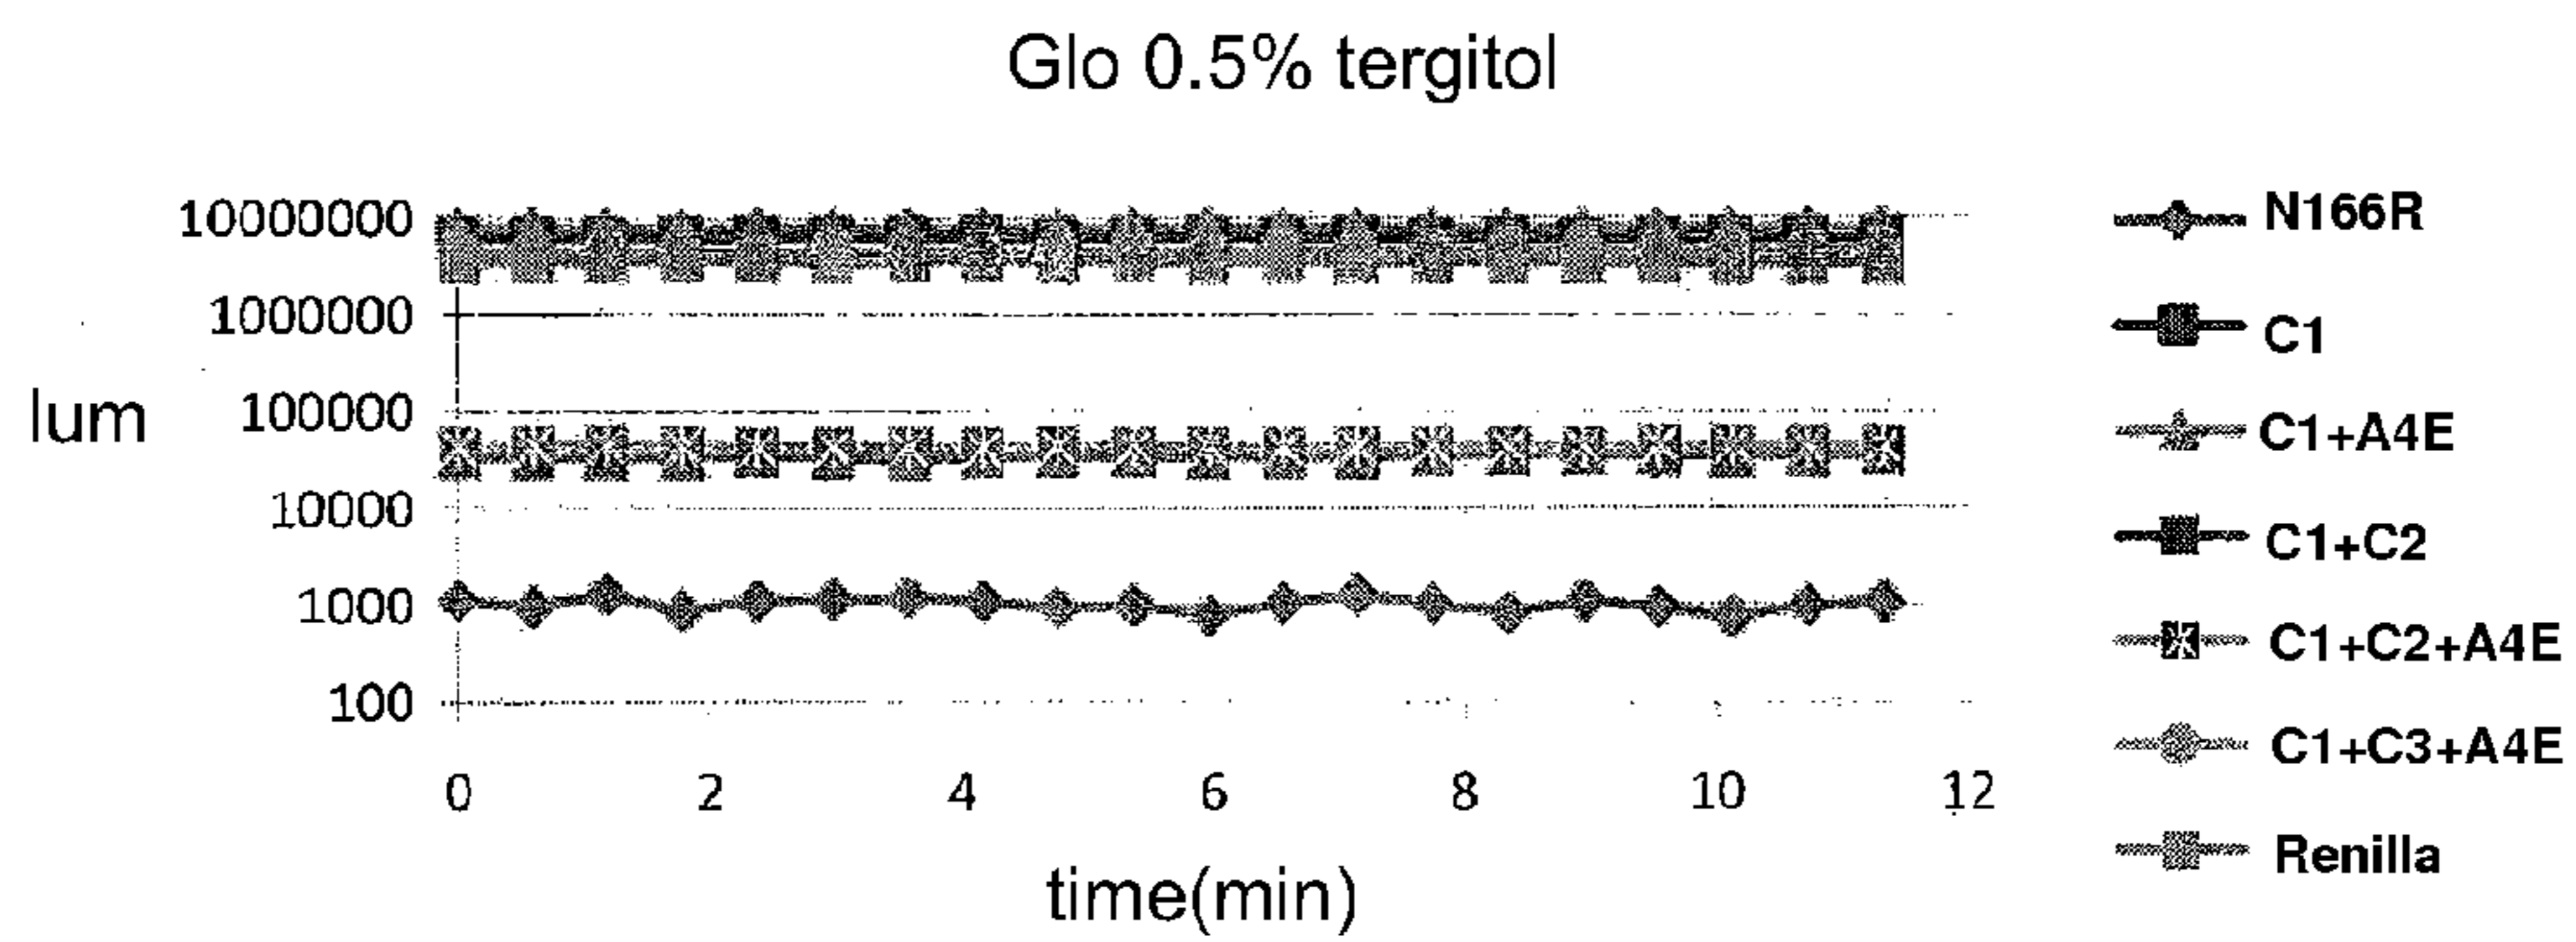 Glo 0.5% tergitol
10000000
1000000
100000
10000
1000
100
lum
0 2 4 6 8 10 12
time(min)
N166R
C1
C1+A4E
C1+C2
C1+C2+A4E
C1+C3+A4E
Renilla